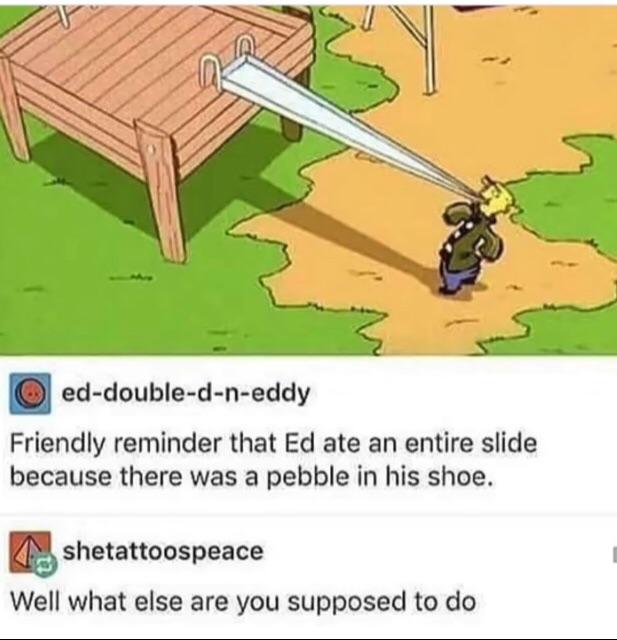 ed-double-d-n-eddy
Friendly reminder that Ed ate an entire slide
because there was a pebble in his shoe.
shetattoospeace
Well what else are you supposed to do